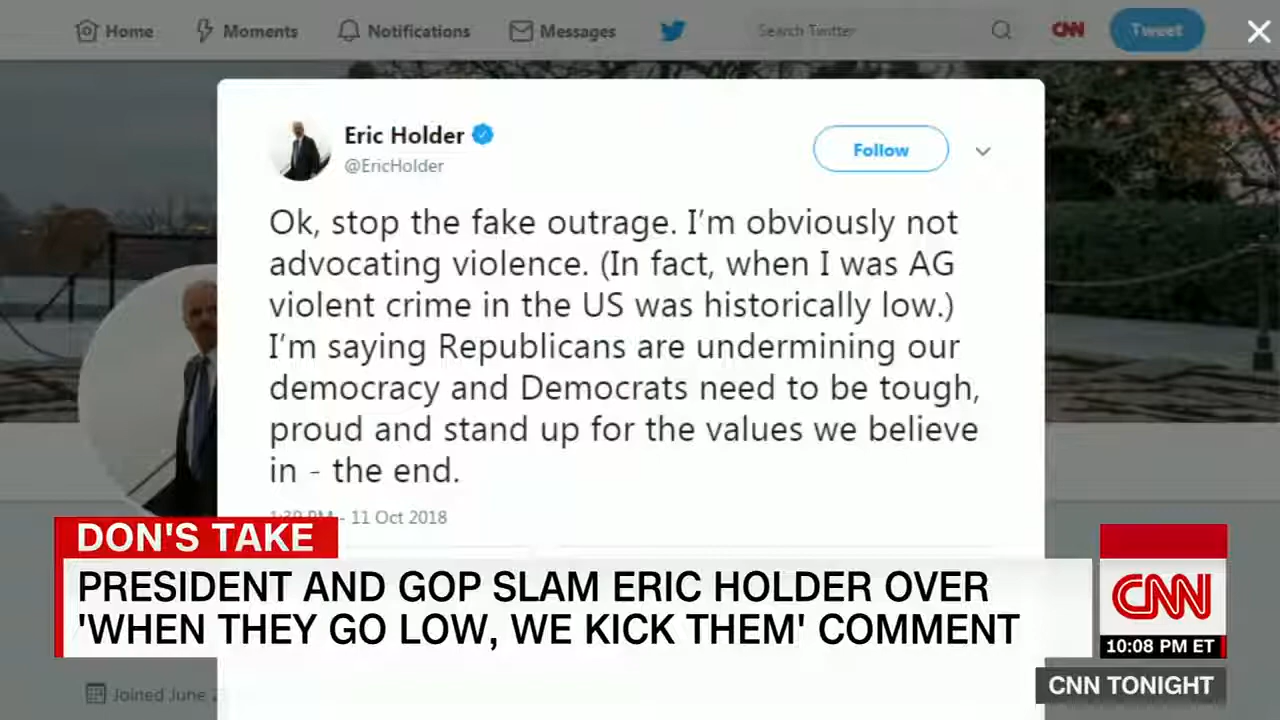 Home Moments Notifications Messages Search Twitter CNN Tweet
Eric Holder
@EricHolder
Follow
Ok, stop the fake outrage. I'm obviously not
advocating violence. (In fact, when I was AG
violent crime in the US was historically low.)
I'm saying Republicans are undermining our
democracy and Democrats need to be tough,
proud and stand up for the values we believe
in - the end.
1:39 PM - 11 Oct 2018
DON'S TAKE
PRESIDENT AND GOP SLAM ERIC HOLDER OVER
'WHEN THEY GO LOW, WE KICK THEM' COMMENT
CNN
10:08 PM ET
CNN TONIGHT
Joined June